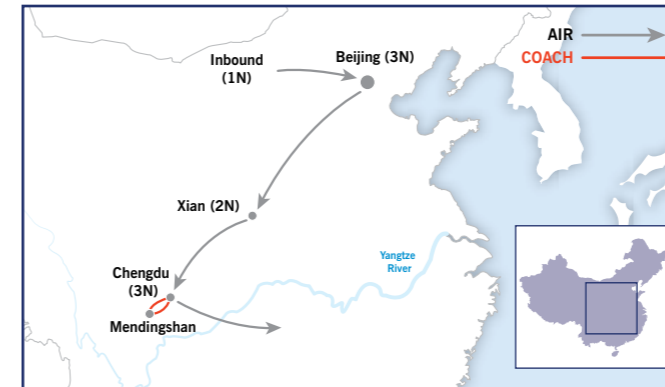 AIR
COACH
Inbound
(1N)
Beijing (3N)
Xian (2N)
Yangtze
River
Chengdu
(3N)
Mendingshan